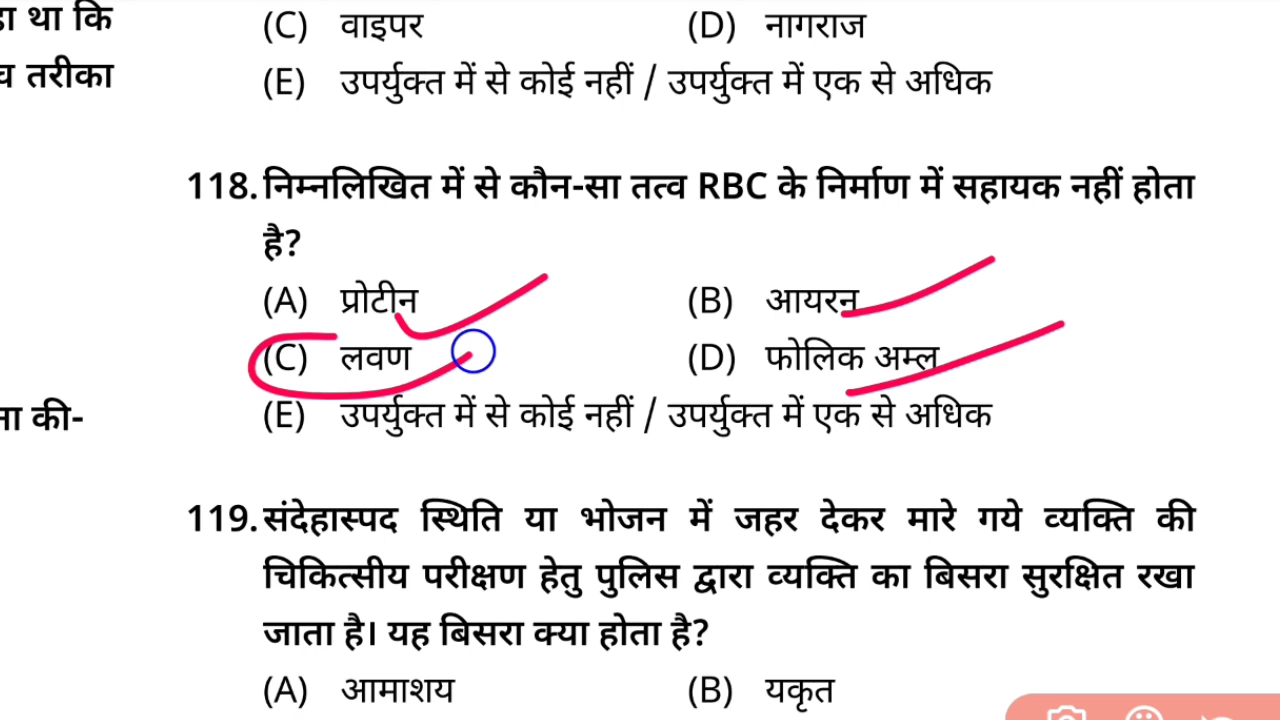 ड़ा था कि
व तरीका
ना की-
(C) वाइपर (D) नागराज
(E) उपर्युक्त में से कोई नहीं / उपर्युक्त में एक से अधिक
118. निम्नलिखित में से कौन-सा तत्व RBC के निर्माण में सहायक नहीं होता
है?
(A) प्रोटीन (B) आयरन
(C) लवण (D) फोलिक अम्ल
(E) उपर्युक्त में से कोई नहीं / उपर्युक्त में एक से अधिक
119. संदेहास्पद स्थिति या भोजन में जहर देकर मारे गये व्यक्ति की
चिकित्सीय परीक्षण हेतु पुलिस द्वारा व्यक्ति का बिसरा सुरक्षित रखा
जाता है। यह बिसरा क्या होता है?
(A) आमाशय (B) यकृत